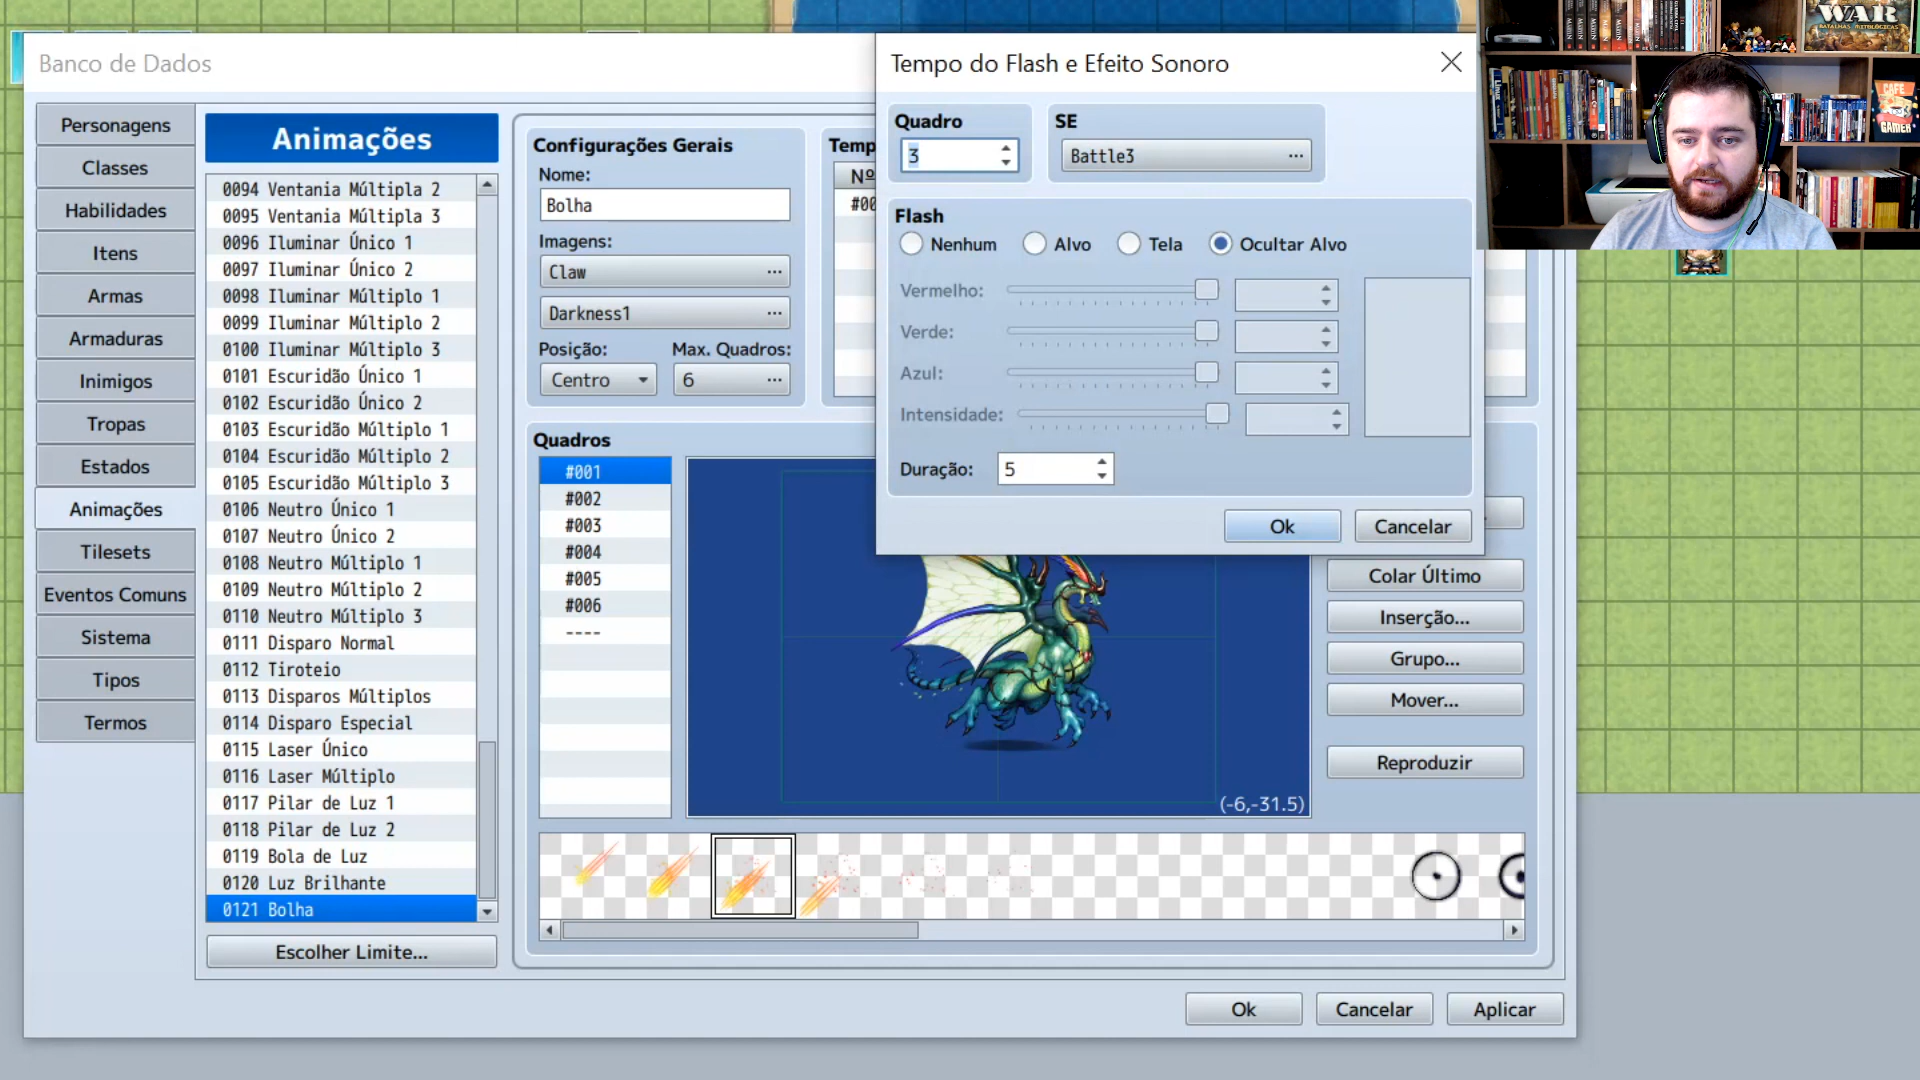 Banco de Dados
Personagens
Classes
Habilidades
Itens
Armas
Armaduras
Inimigos
Tropas
Estados
Animações
Tilesets
Eventos Comuns
Sistema
Tipos
Termos
Animações
0094 Ventania Múltipla 2
0095 Ventania Múltipla 3
0096 Iluminar Único 1
0097 Iluminar Único 2
0098 Iluminar Múltiplo 1
0099 Iluminar Múltiplo 2
0100 Iluminar Múltiplo 3
0101 Escuridão Único 1
0102 Escuridão Único 2
0103 Escuridão Múltiplo 1
0104 Escuridão Múltiplo 2
0105 Escuridão Múltiplo 3
0106 Neutro Único 1
0107 Neutro Único 2
0108 Neutro Múltiplo 1
0109 Neutro Múltiplo 2
0110 Neutro Múltiplo 3
0111 Disparo Normal
0112 Tiroteio
0113 Disparos Múltiplos
0114 Disparo Especial
0115 Laser Único
0116 Laser Múltiplo
0117 Pilar de Luz 1
0118 Pilar de Luz 2
0119 Bola de Luz
0120 Luz Brilhante
0121 Bolha
Escolher Limite...
Configurações Gerais
Nome:
Bolha
Imagens:
Claw ...
Darkness1 ...
Posição: Max. Quadros:
Centro 6 ...
Temp
Nº
#00
Quadros
#001
#002
#003
#004
#005
#006
----
(-6,-31.5)
Colar Último
Inserção...
Grupo...
Mover...
Reproduzir
Ok Cancelar Aplicar
Tempo do Flash e Efeito Sonoro
Quadro
3
SE
Battle3 ...
Flash
Nenhum Alvo Tela Ocultar Alvo
Vermelho:
Verde:
Azul:
Intensidade:
Duração: 5
Ok Cancelar
WAR
BATALHAS MITOLÓGICAS
CAFÉ
GAMER